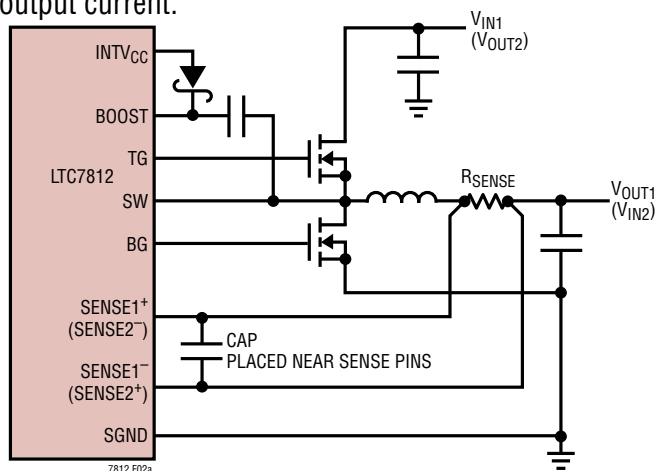 output current.
INTVCC
BOOST
TG
LTC7812
SW
BG
SENSE1+
(SENSE2−)
SENSE1−
(SENSE2+)
SGND
VIN1
(VOUT2)
RSENSE
VOUT1
(VIN2)
CAP
PLACED NEAR SENSE PINS
7812 F02a